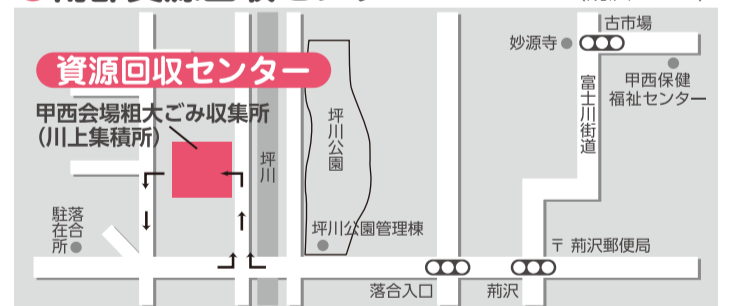 資源回収センター
甲西会場粗大ごみ収集所
(川上集積所)
古市場
妙源寺
甲西保健
福祉センター
富士川街道
坪川公園
坪川
坪川公園管理棟
落合
駐在所
〒 荊沢郵便局
落合入口
荊沢